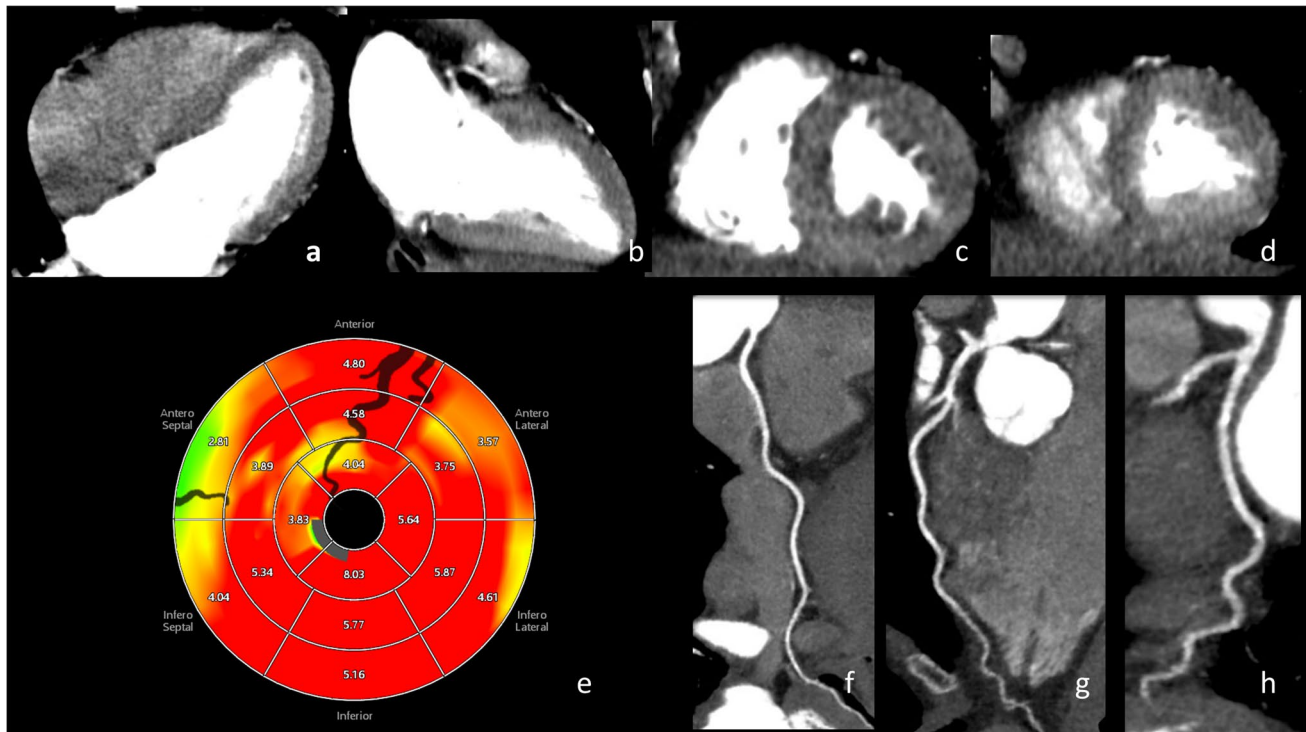 a
b
c
d
Anterior
4.80
Antero
Septal
Antero
Lateral
4.58
2.81
3.57
3.89
4.04
3.75
3.83
5.64
5.34
8.03
5.87
4.04
4.61
Infero
Septal
Infero
Lateral
5.77
5.16
Inferior
e
f
g
h